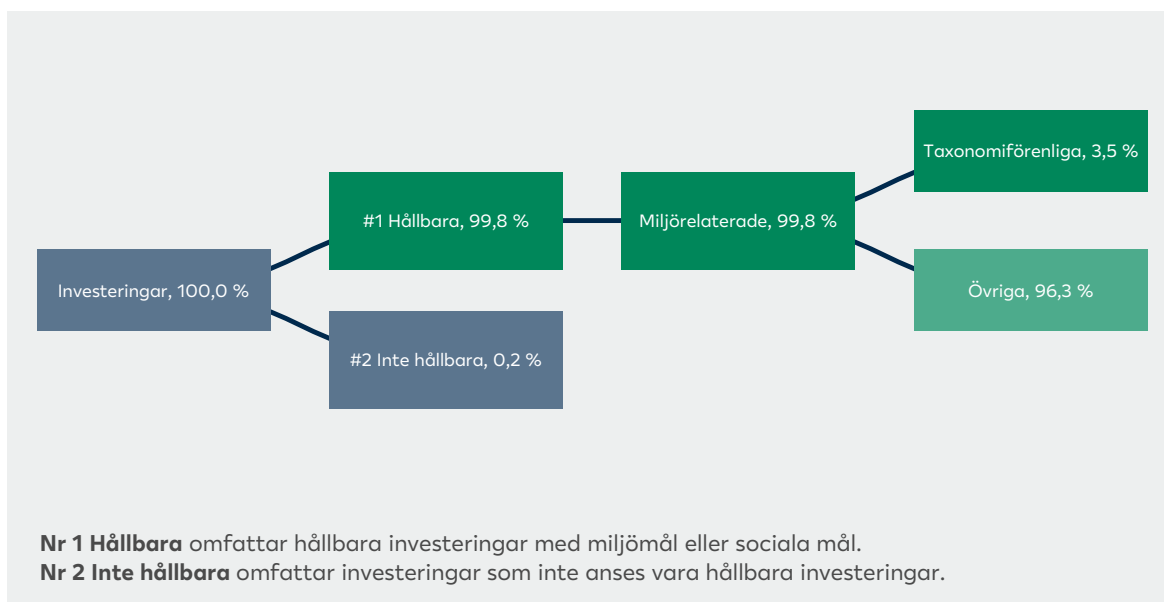 Taxonomiförenliga, 3,5 %
#1 Hållbara, 99,8 %
Miljörelaterade, 99,8 %
Investeringar, 100,0 %
Övriga, 96,3 %
#2 Inte hållbara, 0,2 %
Nr 1 Hållbara omfattar hållbara investeringar med miljömål eller sociala mål.
Nr 2 Inte hållbara omfattar investeringar som inte anses vara hållbara investeringar.